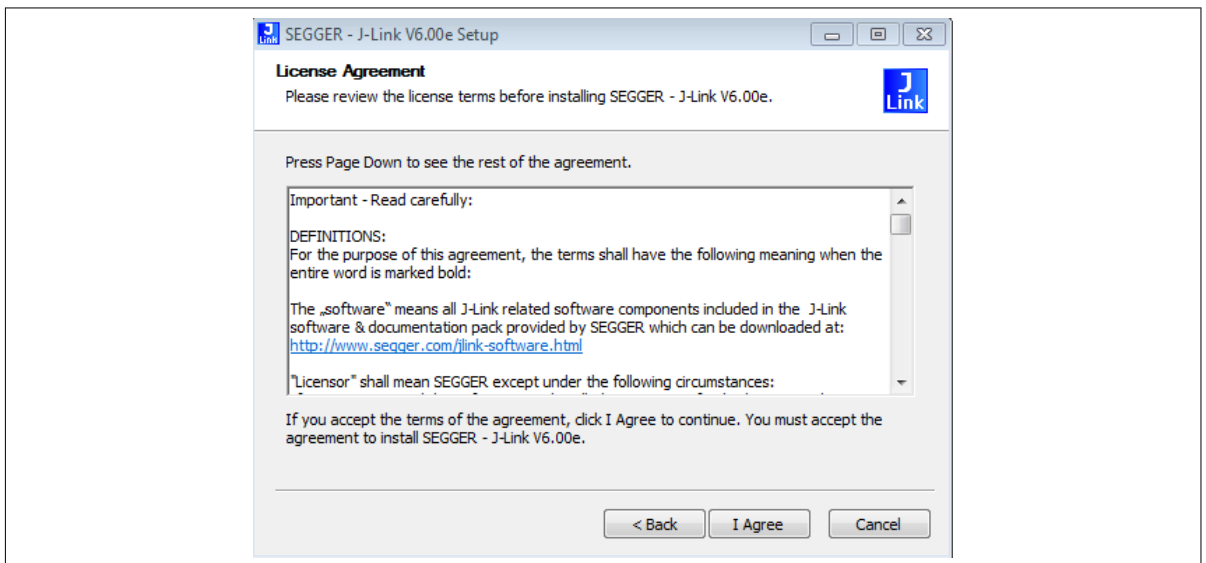 J
Link
SEGGER - J-Link V6.00e Setup
License Agreement
Please review the license terms before installing SEGGER - J-Link V6.00e.
J
Link
Press Page Down to see the rest of the agreement.
Important - Read carefully:
DEFINITIONS:
For the purpose of this agreement, the terms shall have the following meaning when the
entire word is marked bold:
The „software“ means all J-Link related software components included in the  J-Link
software & documentation pack provided by SEGGER which can be downloaded at:
http://www.segger.com/jlink-software.html
"Licensor" shall mean SEGGER except under the following circumstances:
If you accept the terms of the agreement, click I Agree to continue. You must accept the
agreement to install SEGGER - J-Link V6.00e.
< Back
I Agree
Cancel